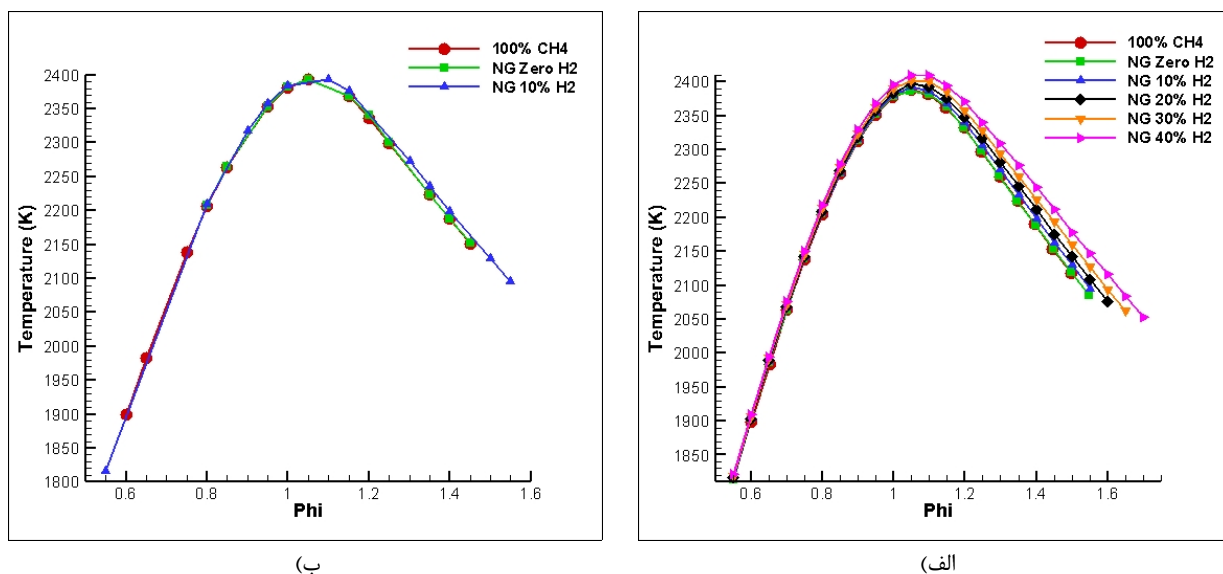 100% CH4
NG Zero H2
NG 10% H2
2400
2350
2300
2250
2200
2150
2100
2050
2000
1950
1900
1850
1800
Temperature (K)
0.6
0.8
1
1.2
1.4
1.6
Phi
ب)
100% CH4
NG Zero H2
NG 10% H2
NG 20% H2
NG 30% H2
NG 40% H2
2400
2350
2300
2250
2200
2150
2100
2050
2000
1950
1900
1850
Temperature (K)
0.6
0.8
1
1.2
1.4
1.6
Phi
الف)